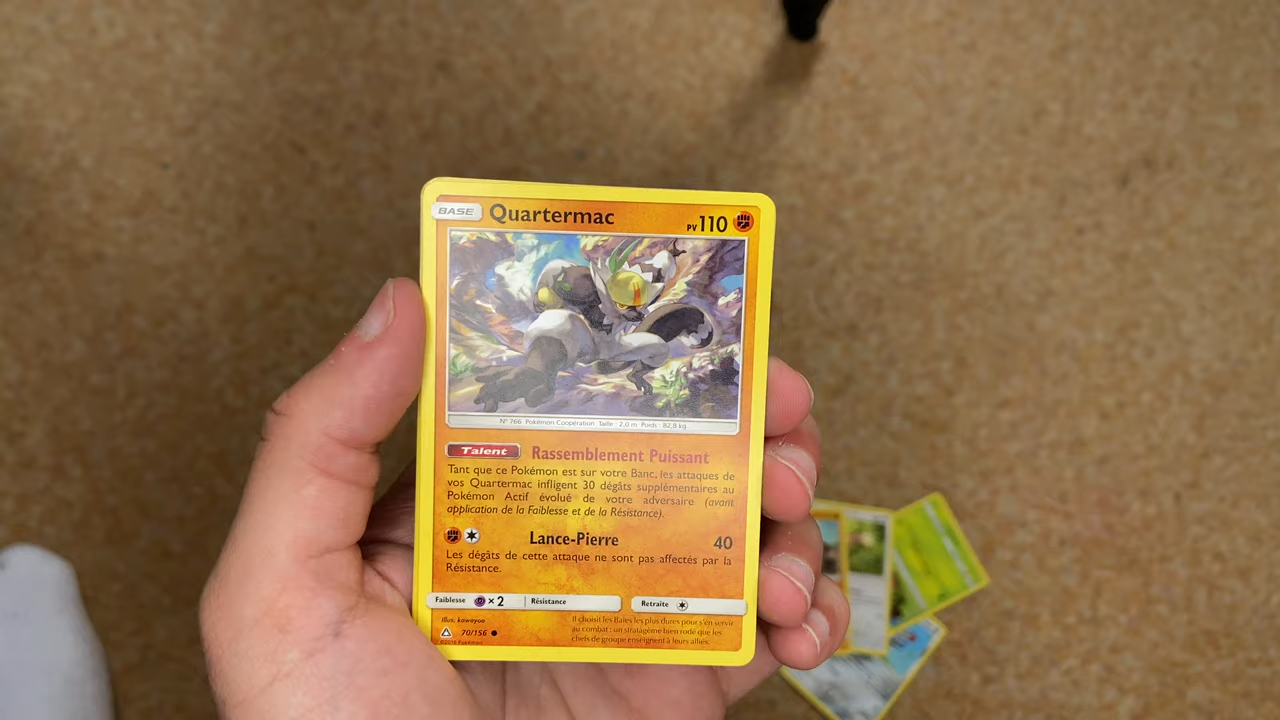 BASE Quartermac PV 110
N° 766 Pokémon Coopération Taille : 2,0 m Poids : 82,8 kg
Talent Rassemblement Puissant
Tant que ce Pokémon est sur votre Banc, les attaques de
vos Quartermac infligent 30 dégâts supplémentaires au
Pokémon Actif évolué de votre adversaire (avant
application de la Faiblesse et de la Résistance).
Lance-Pierre 40
Les dégâts de cette attaque ne sont pas affectés par la
Résistance.
Faiblesse ×2 Résistance Retraite
Illus. kawayoo
Il choisit les Baies les plus dures pour s'en servir
au combat : un stratagème bien rodé que les
chefs de groupe enseignent à leurs alliés.
70/156
©2018 Pokémon